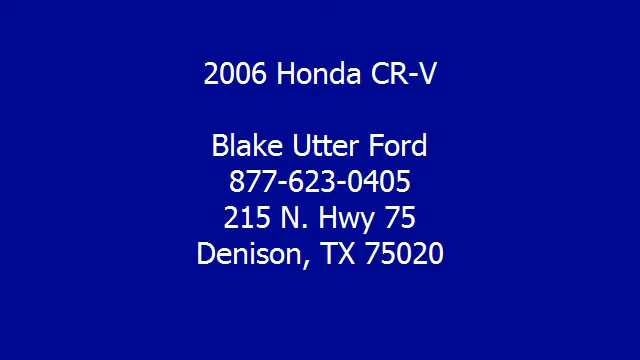 2006 Honda CR-V
Blake Utter Ford
877-623-0405
215 N. Hwy 75
Denison, TX 75020